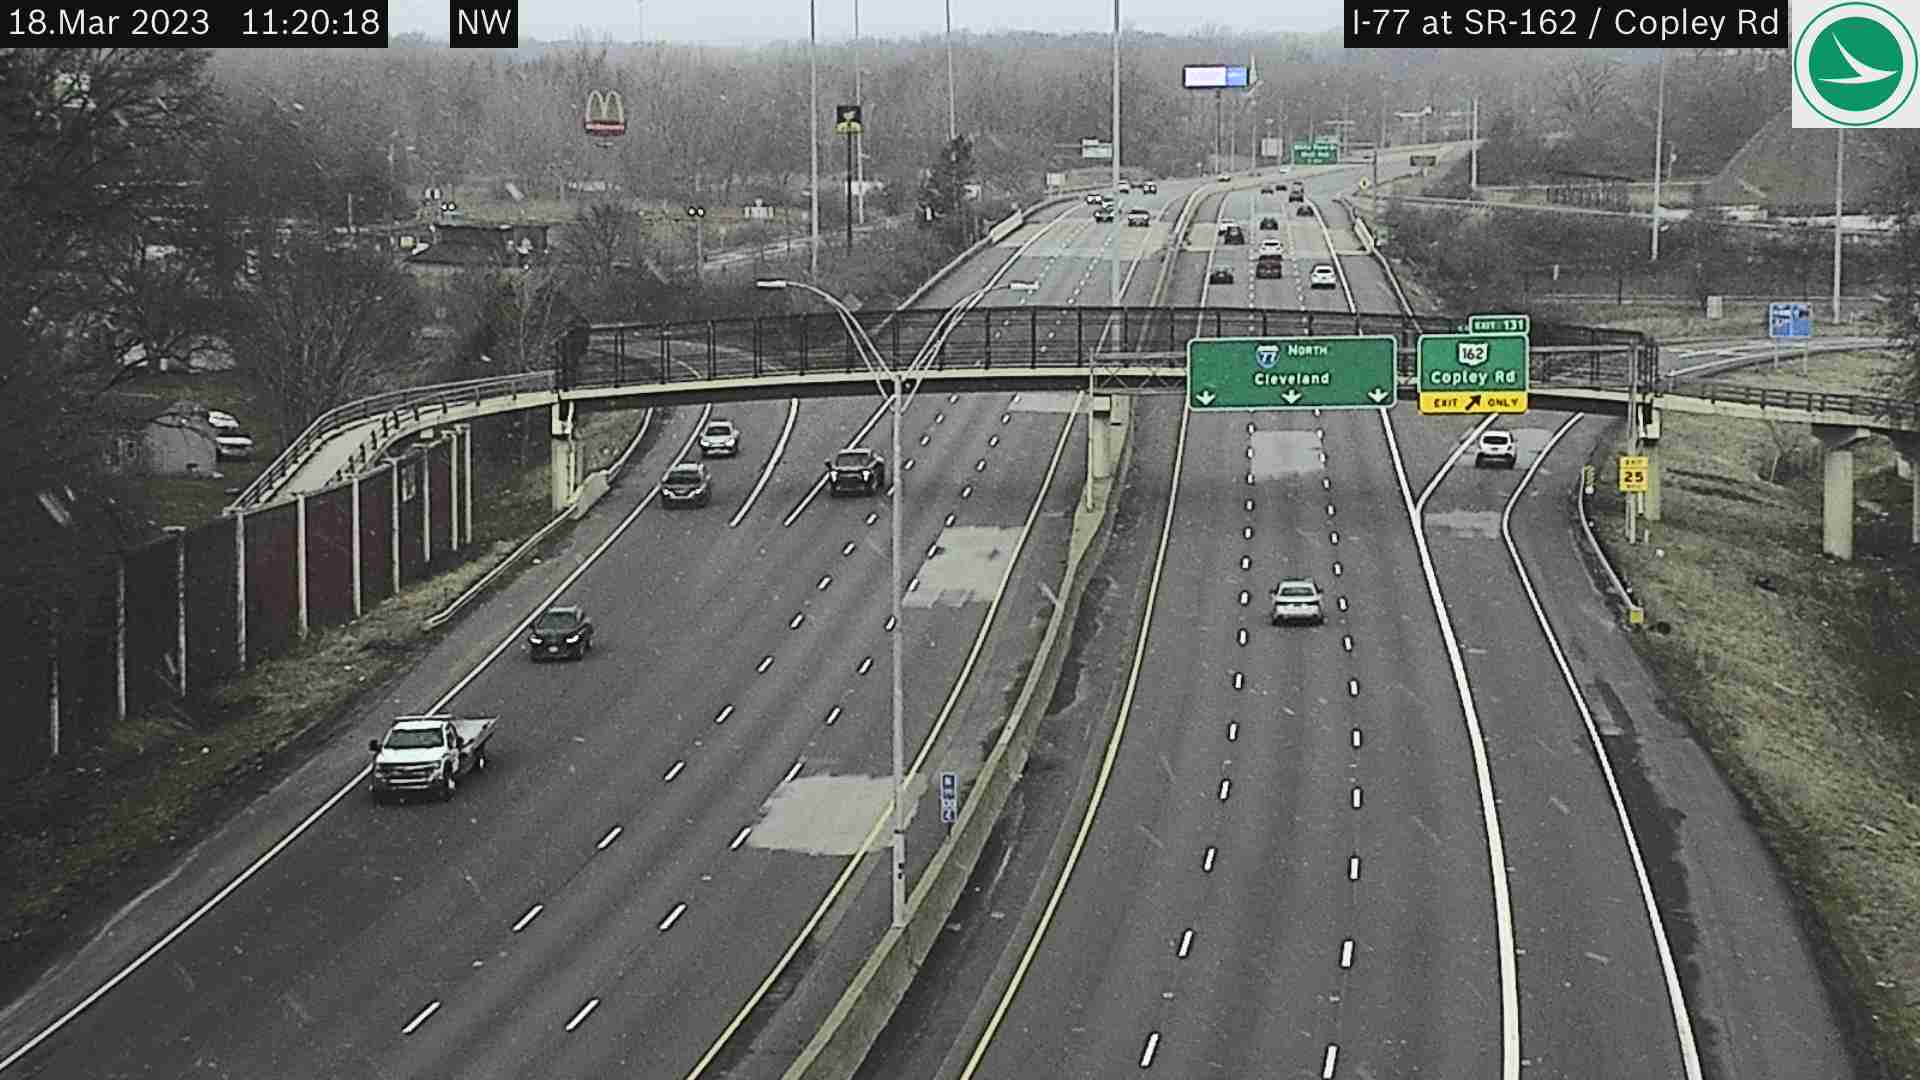 18.Mar 2023 11:20:18
NW
I-77 at SR-162 / Copley Rd
McDonald's
EXIT 131
77 NORTH
Cleveland
162
Copley Rd
EXIT ONLY
EXIT
25